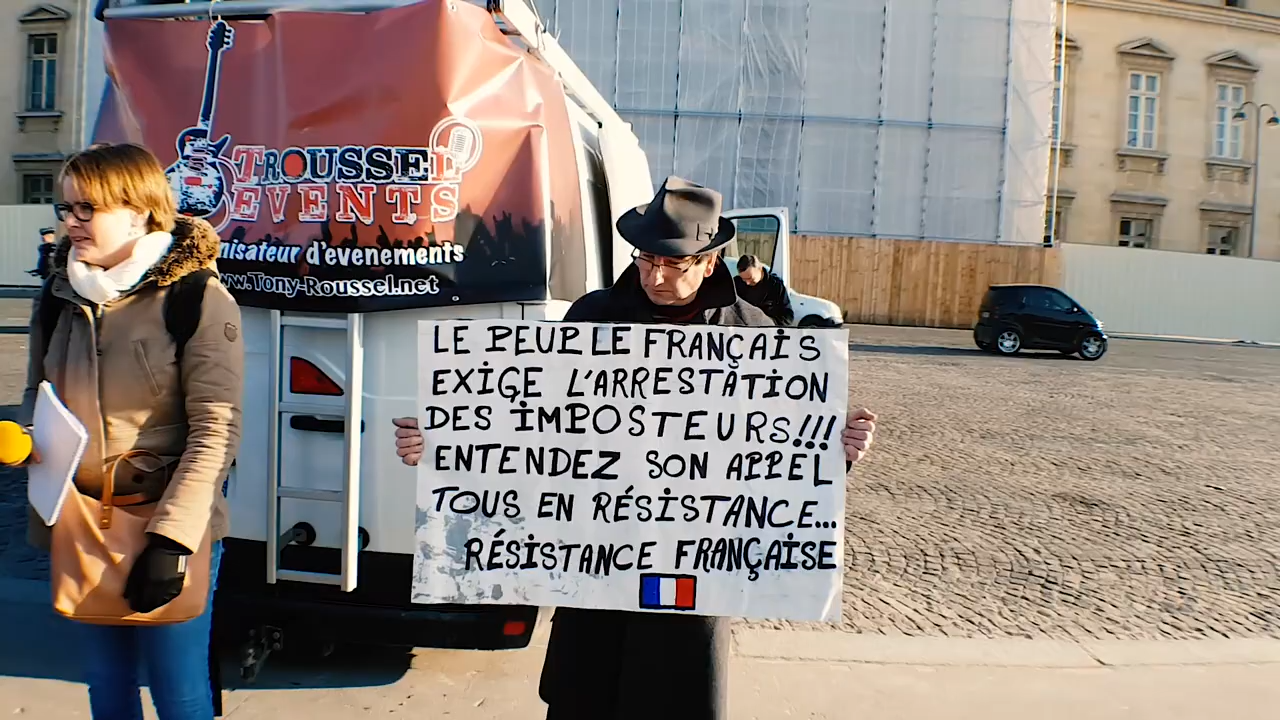 TROUSSEL
EVENTS
nisateur d'evenements
www.Tony-Roussel.net
LE PEUPLE FRANÇAIS
EXIGE L'ARRESTATION
DES IMPOSTEURS!!!
ENTENDEZ SON APPEL
TOUS EN RÉSISTANCE...
RÉSISTANCE FRANÇAISE